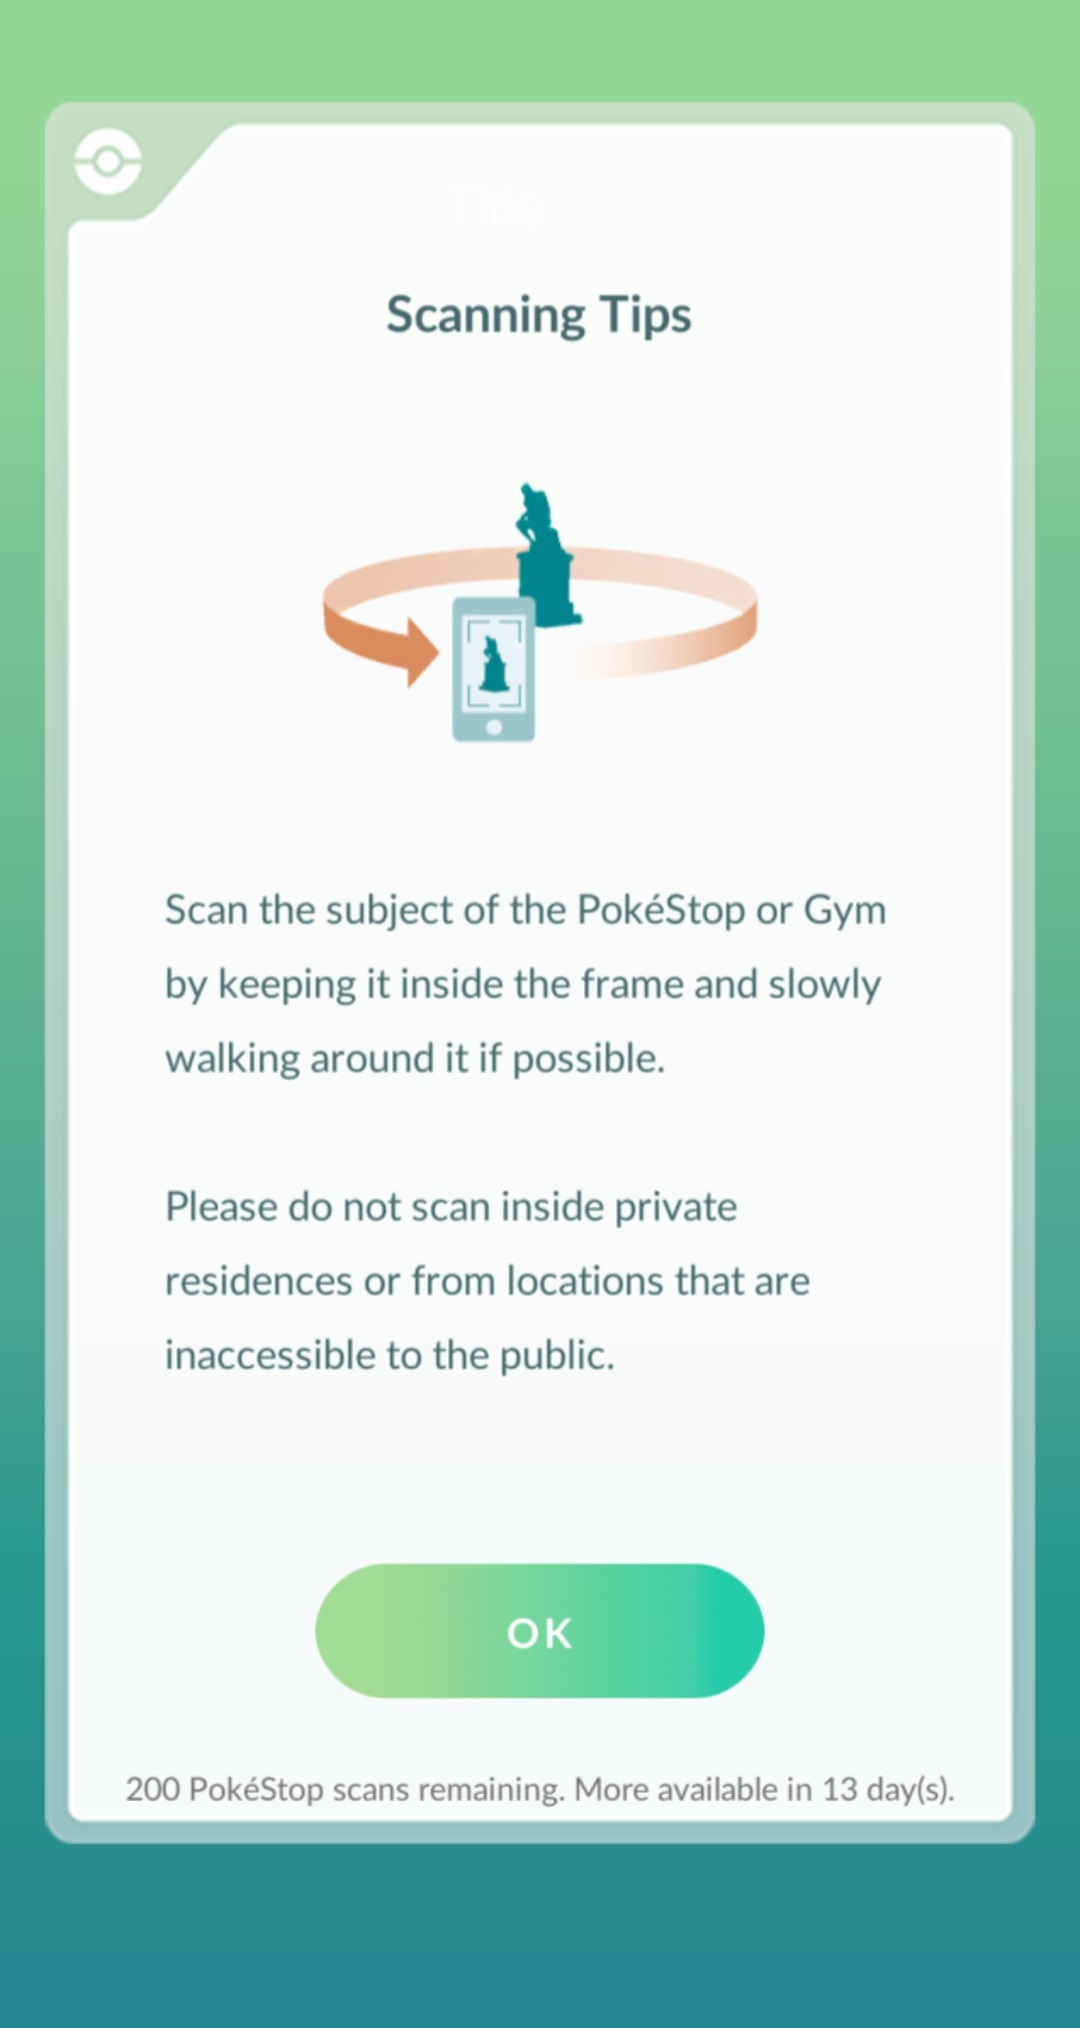 Title
Scanning Tips
Scan the subject of the PokéStop or Gym
by keeping it inside the frame and slowly
walking around it if possible.
Please do not scan inside private
residences or from locations that are
inaccessible to the public.
OK
200 PokéStop scans remaining. More available in 13 day(s).